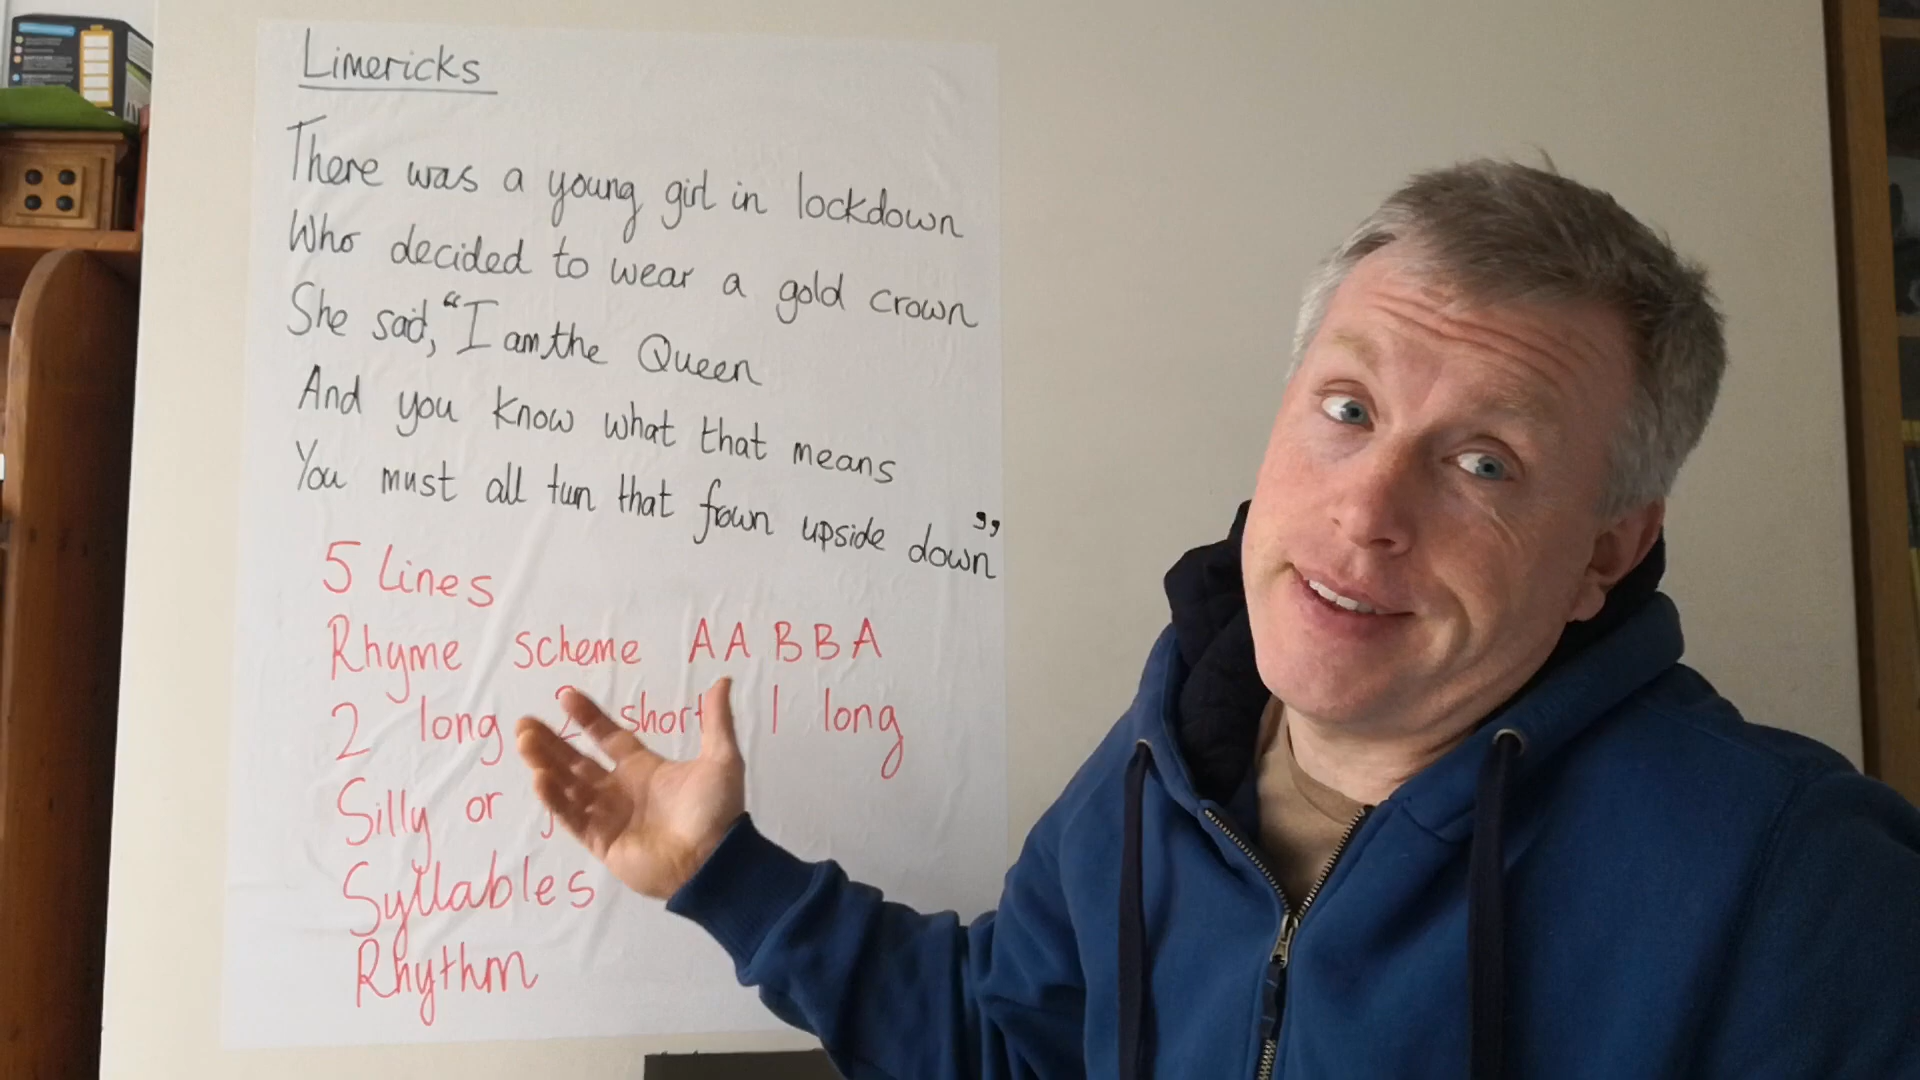 Limericks
There was a young girl in lockdown
Who decided to wear a gold crown
She said, “I am the Queen
And you know what that means
You must all turn that frown upside down”
5 Lines
Rhyme scheme AABBA
2 long 2 short 1 long
Silly or
Syllables
Rhythm